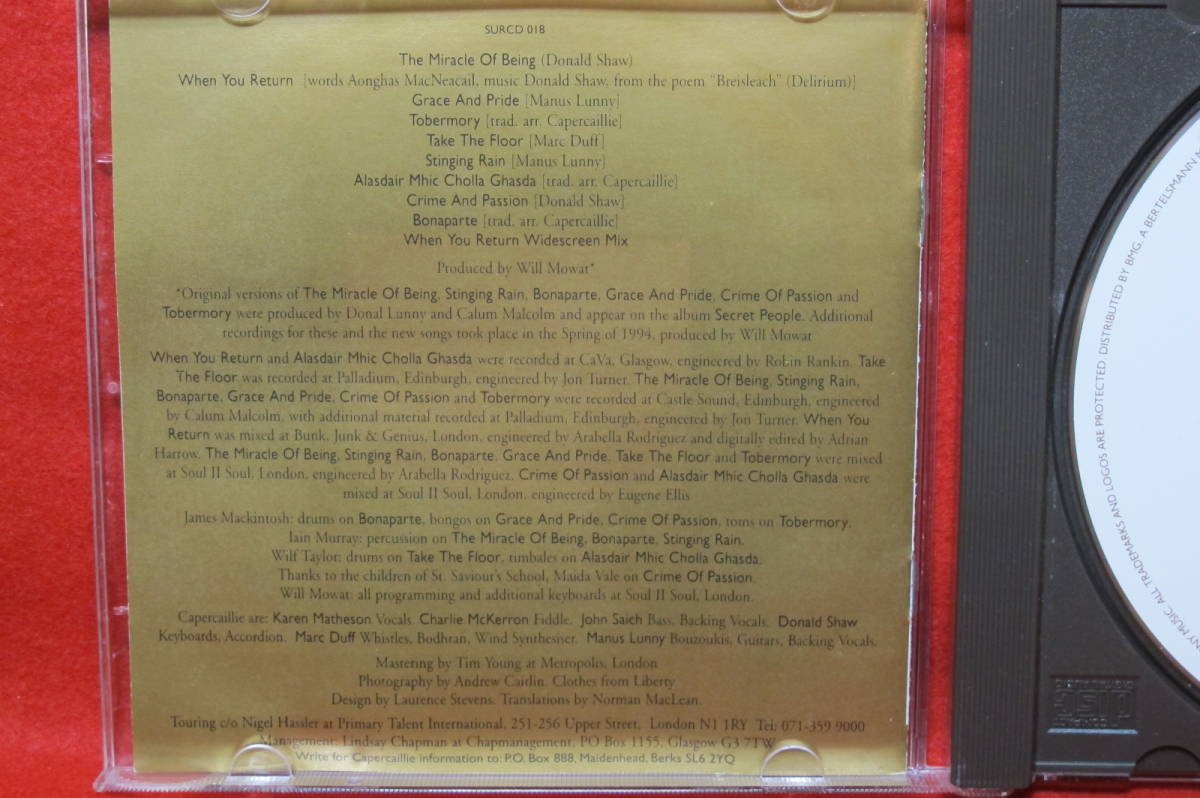 SURCD 018
The Miracle Of Being (Donald Shaw)
When You Return [words Aonghas MacNeacail, music Donald Shaw, from the poem "Breisleach" (Delirium)]
Grace And Pride [Manus Lunny]
Tobermory [trad. arr. Capercaillie]
Take The Floor [Marc Duff]
Stinging Rain [Manus Lunny]
Alasdair Mhic Cholla Ghasda [trad. arr. Capercaillie]
Crime And Passion [Donald Shaw]
Bonaparte [trad. arr. Capercaillie]
When You Return Widescreen Mix
Produced by Will Mowat*
*Original versions of The Miracle Of Being, Stinging Rain, Bonaparte, Grace And Pride, Crime Of Passion and
Tobermory were produced by Donal Lunny and Calum Malcolm and appear on the album Secret People. Additional
recordings for these and the new songs took place in the Spring of 1994, produced by Will Mowat
When You Return and Alasdair Mhic Cholla Ghasda were recorded at CaVa, Glasgow, engineered by Robin Rankin. Take
The Floor was recorded at Palladium, Edinburgh, engineered by Jon Turner. The Miracle Of Being, Stinging Rain,
Bonaparte, Grace And Pride, Crime Of Passion and Tobermory were recorded at Castle Sound, Edinburgh, engineered
by Calum Malcolm, with additional material recorded at Palladium, Edinburgh, engineered by Jon Turner. When You
Return was mixed at Bunk, Junk & Genius, London, engineered by Arabella Rodriguez and digitally edited by Adrian
Harrow. The Miracle Of Being, Stinging Rain, Bonaparte, Grace And Pride, Take The Floor and Tobermory were mixed
at Soul II Soul, London, engineered by Arabella Rodriguez. Crime Of Passion and Alasdair Mhic Cholla Ghasda were
mixed at Soul II Soul, London, engineered by Eugene Ellis
James Mackintosh: drums on Bonaparte, bongos on Grace And Pride, Crime Of Passion, toms on Tobermory.
Iain Murray: percussion on The Miracle Of Being, Bonaparte, Stinging Rain.
Wilf Taylor: drums on Take The Floor, timbales on Alasdair Mhic Cholla Ghasda.
Thanks to the children of St. Saviour's School, Maida Vale on Crime Of Passion.
Will Mowat: all programming and additional keyboards at Soul II Soul, London.
Capercaillie are: Karen Matheson Vocals. Charlie McKerron Fiddle. John Saich Bass, Backing Vocals. Donald Shaw
Keyboards, Accordion. Marc Duff Whistles, Bodhran, Wind Synthesiser. Manus Lunny Bouzoukis, Guitars, Backing Vocals.
Mastering by Tim Young at Metropolis, London
Photography by Andrew Catlin. Clothes from Liberty
Design by Laurence Stevens. Translations by Norman MacLean.
Touring c/o Nigel Hassler at Primary Talent International, 251-256 Upper Street, London N1 1RY Tel: 071-359 9000
Management: Lindsay Chapman at Chapmanagement, PO Box 1155, Glasgow G3 7TW
Write for Capercaillie information to: P.O. Box 888, Maidenhead, Berks SL6 2YQ
NY MUSIC. ALL TRADEMARKS AND LOGOS ARE PROTECTED. DISTRIBUTED BY BMG. A BERTELSMANN M